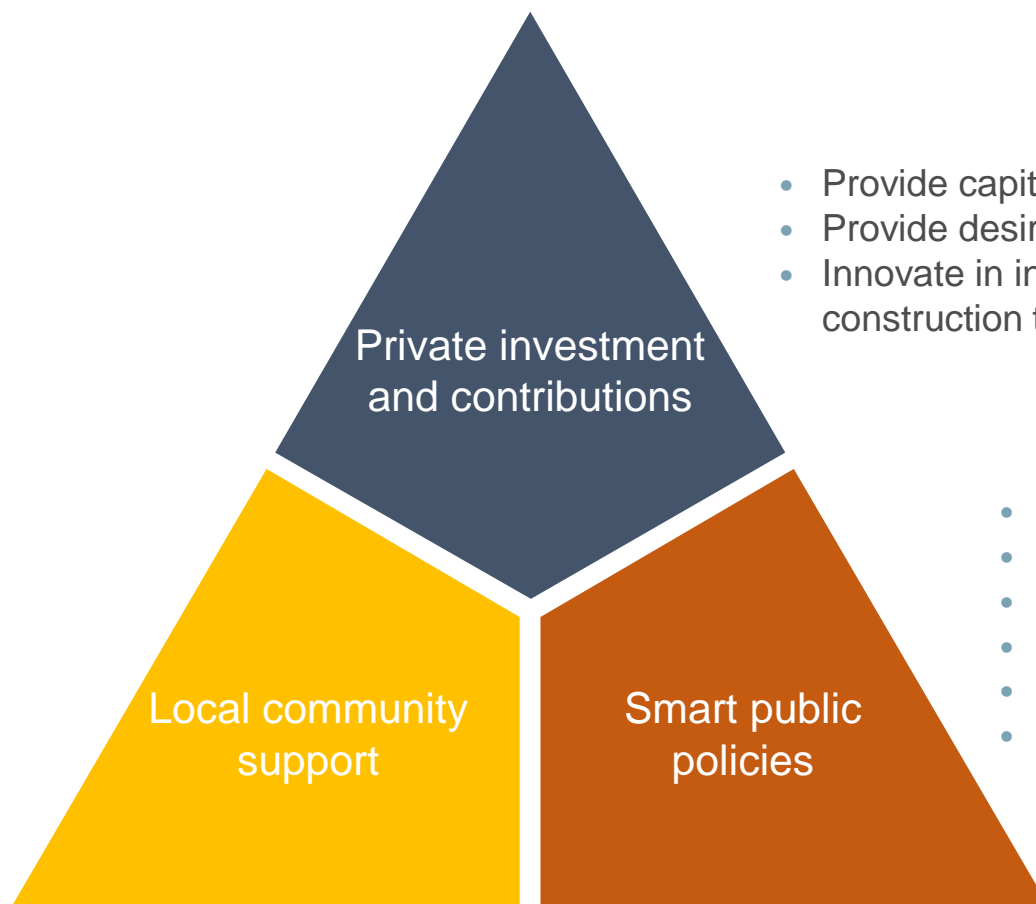 Provide
Provide
Innovate in
construction
Private investment
and contributions
Local community
support
Smart public
policies